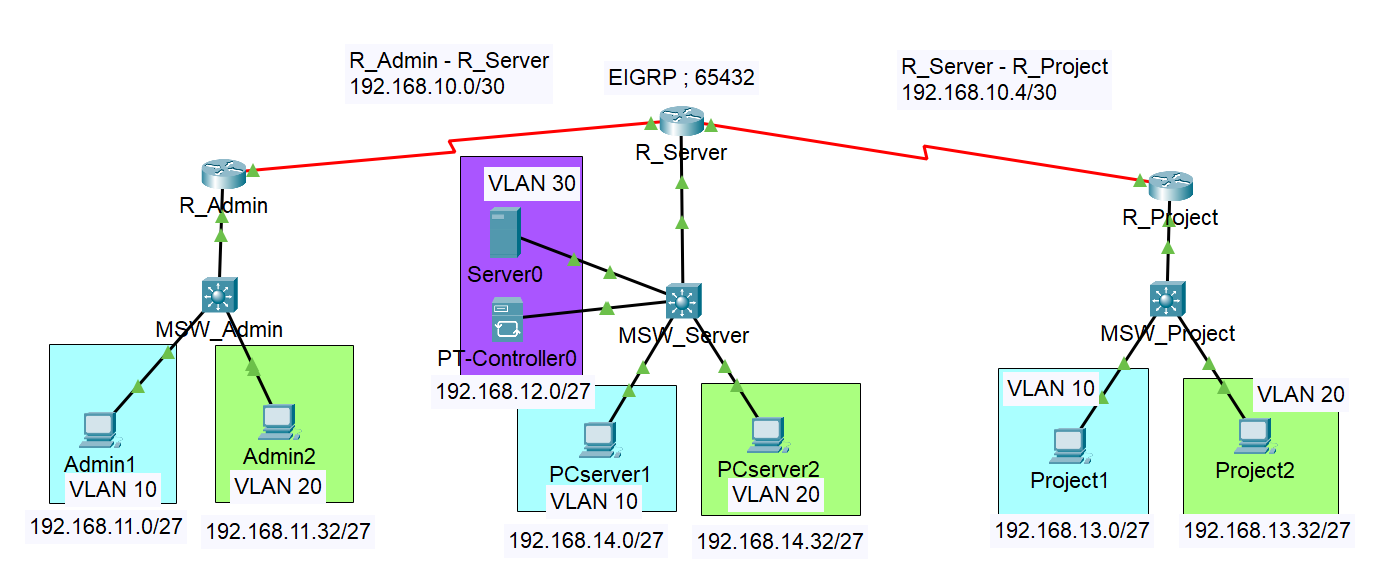 R_Admin - R_Server
192.168.10.0/30
EIGRP ; 65432
R_Server - R_Project
192.168.10.4/30
R_Server
R_Admin
VLAN 30
R_Project
Server0
MSW_Admin
PT-Controller0
MSW_Server
MSW_Project
192.168.12.0/27
VLAN 10
VLAN 20
Admin1
VLAN 10
Admin2
VLAN 20
PCserver1
VLAN 10
PCserver2
VLAN 20
Project1
Project2
192.168.11.0/27
192.168.11.32/27
192.168.14.0/27
192.168.14.32/27
192.168.13.0/27
192.168.13.32/27